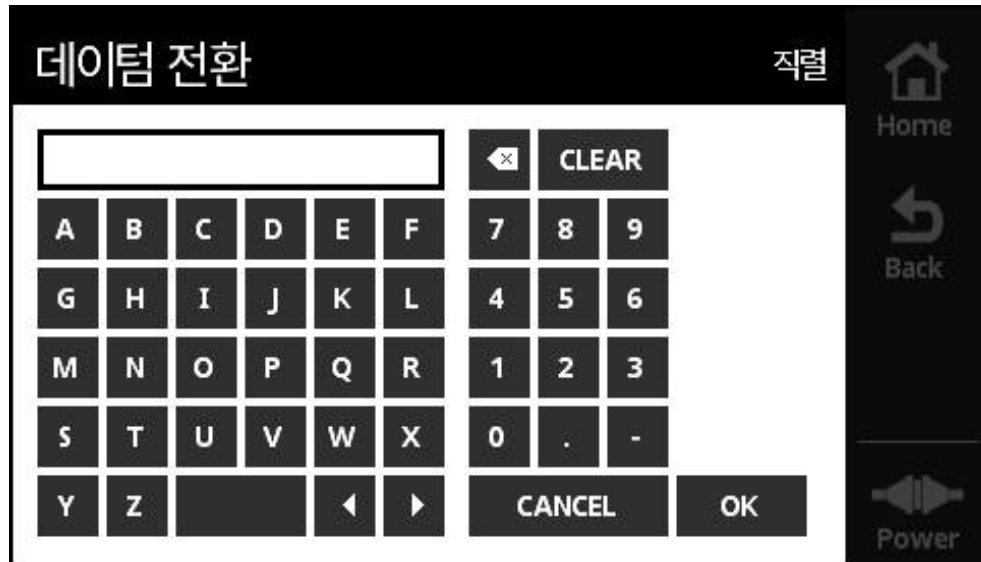 데이텀 전환 직렬
Home
CLEAR
A B C D E F 7 8 9
Back
G H I J K L 4 5 6
M N O P Q R 1 2 3
S T U V W X 0 . -
Y Z CANCEL OK
Power